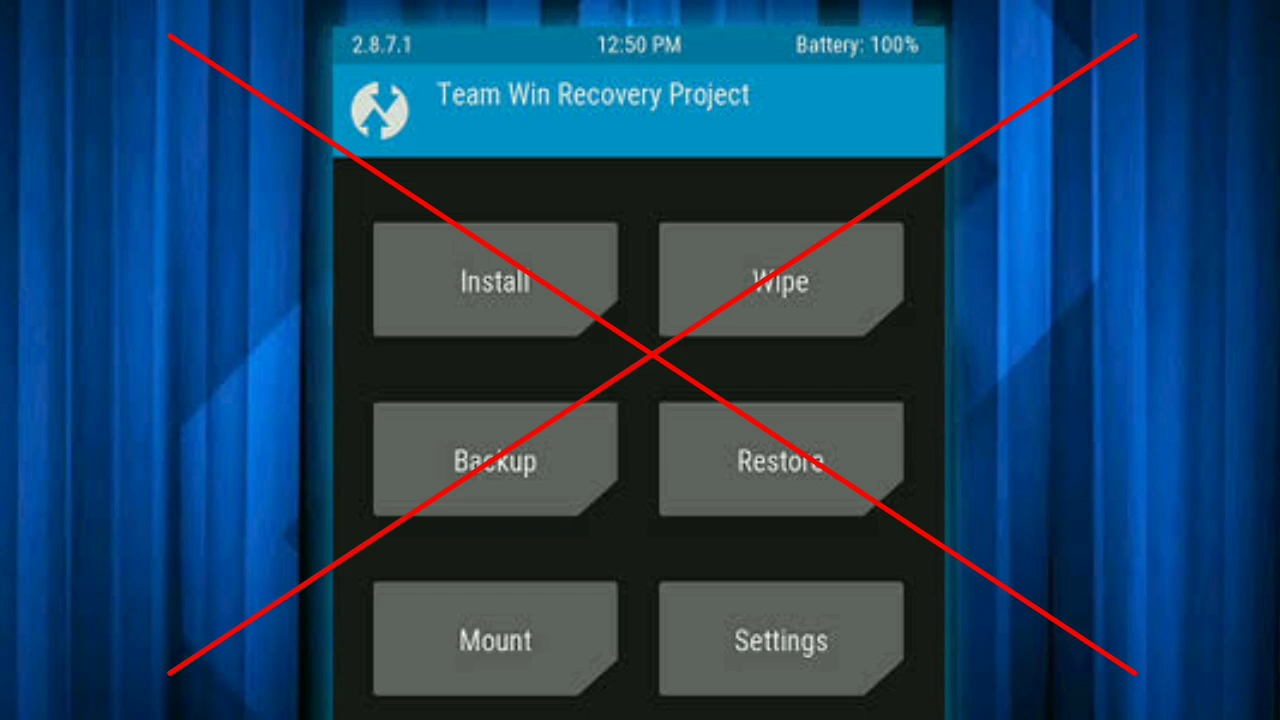 2.8.7.1 12:50 PM Battery: 100%
Team Win Recovery Project
Install Wipe
Backup Restore
Mount Settings